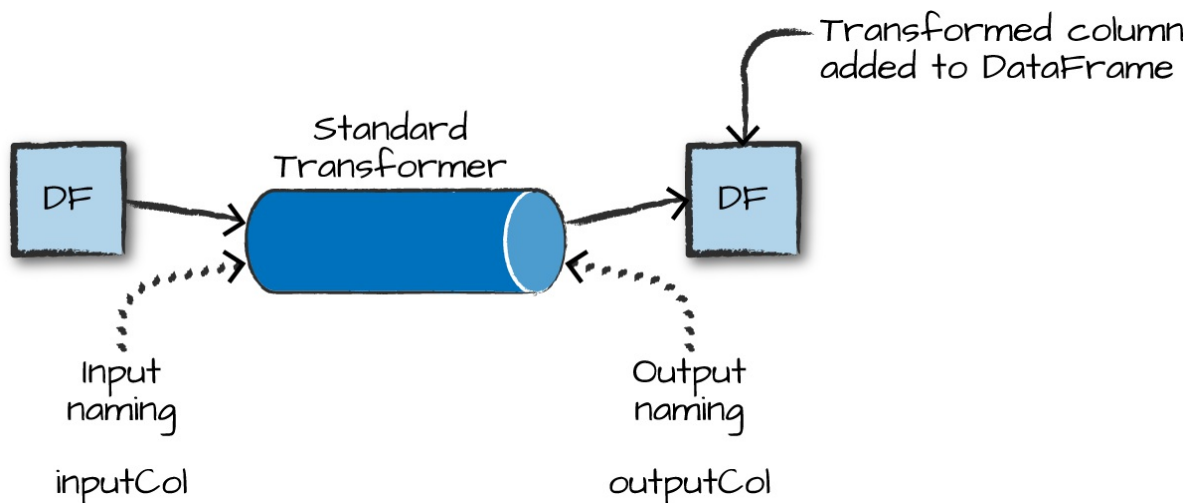 Transformed column
added to DataFrame
Standard
Transformer
DF
DF
Input
naming
Output
naming
inputCol
outputCol